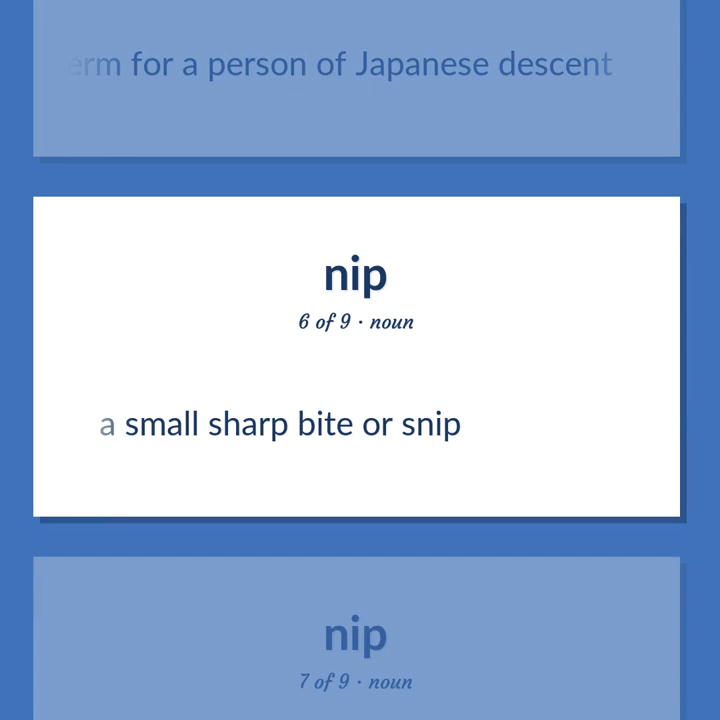 for a person of Japanese descent
nip
6 of 9 · noun
a small sharp bite or snip
nip
7 of 9 · noun